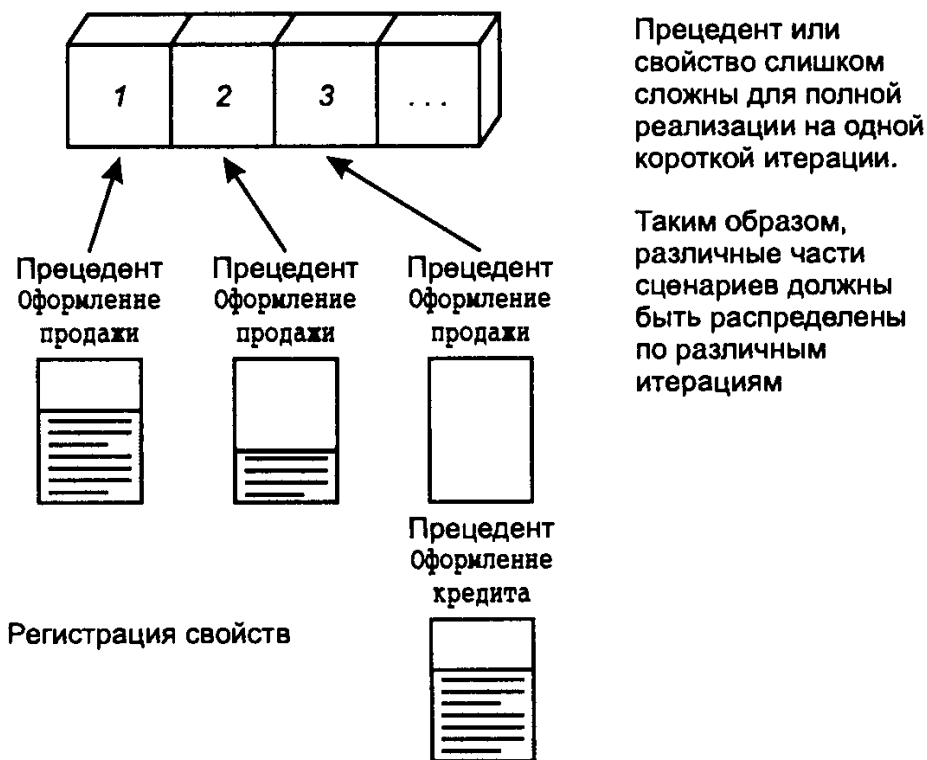 1
2
3
...
Прецедент или
свойство слишком
сложны для полной
реализации на одной
короткой итерации.
Таким образом,
различные части
сценариев должны
быть распределены
по различным
итерациям
Прецедент
Оформление
продажи
Прецедент
Оформление
продажи
Прецедент
Оформление
продажи
Прецедент
Оформление
кредита
Регистрация свойств